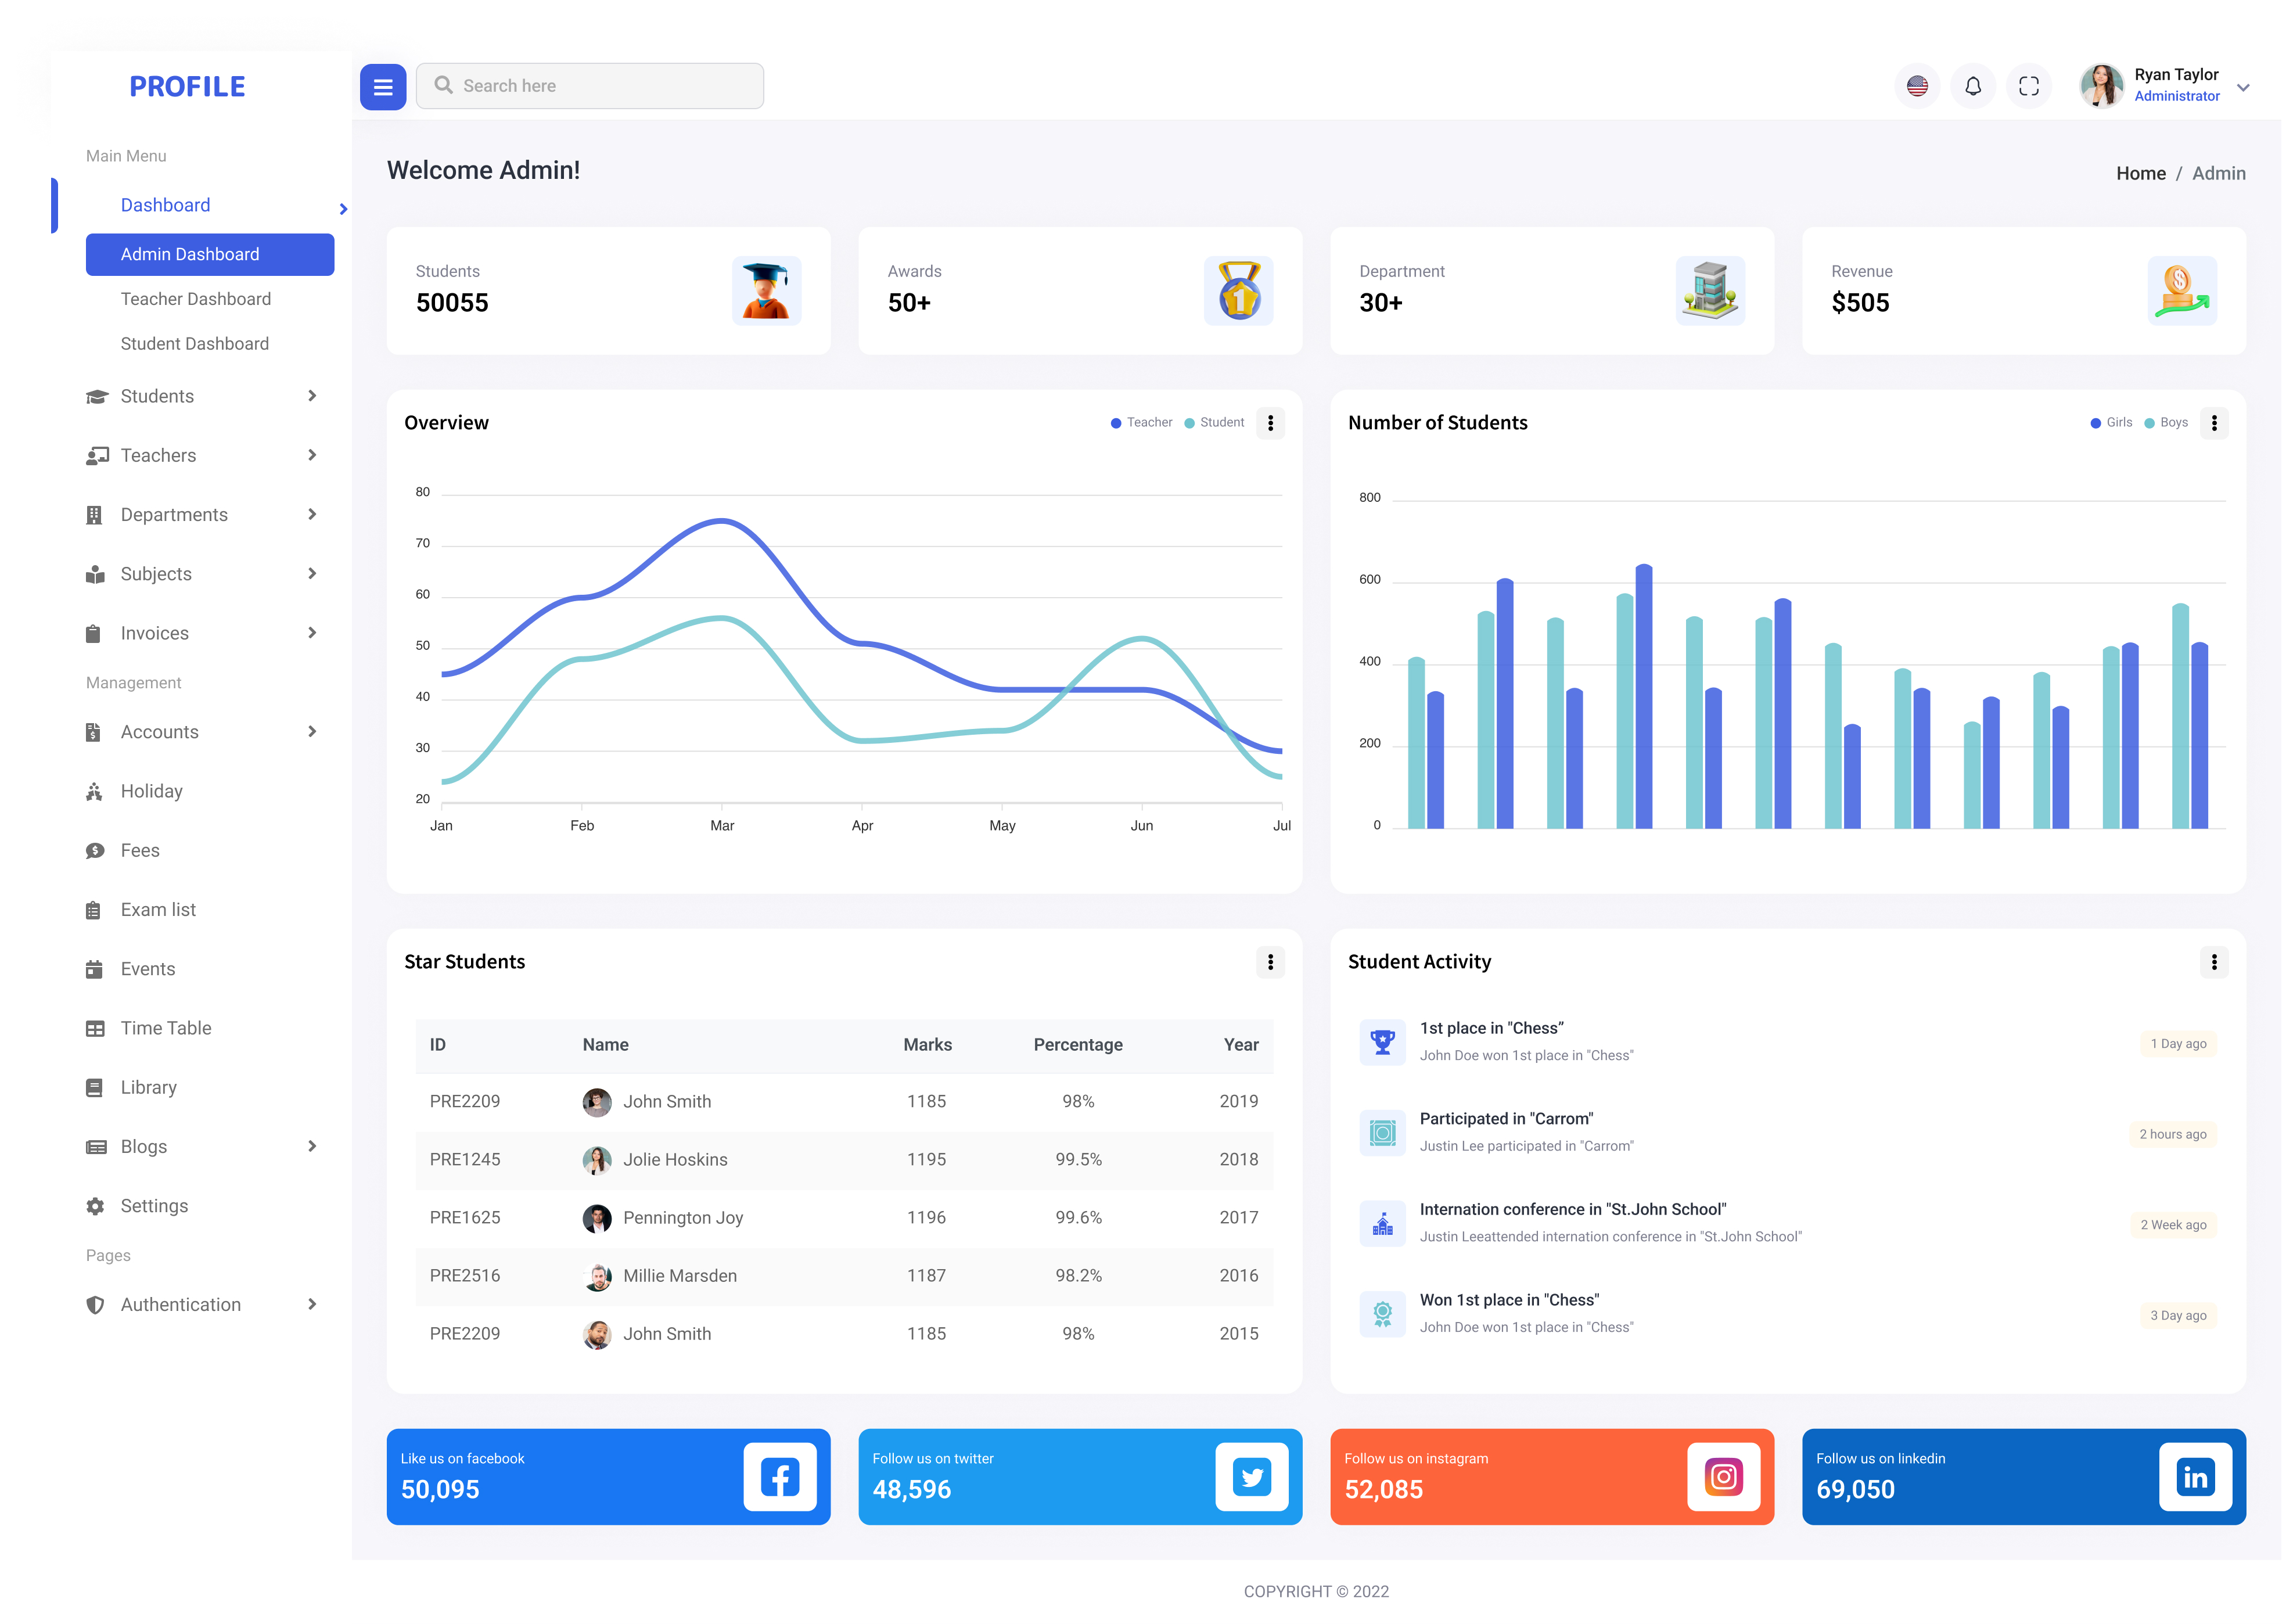 PROFILE
Search here
Ryan Taylor
Administrator
Main Menu
Dashboard
Admin Dashboard
Teacher Dashboard
Student Dashboard
Students
Teachers
Departments
Subjects
Invoices
Management
Accounts
Holiday
Fees
Exam list
Events
Time Table
Library
Blogs
Settings
Pages
Authentication
Welcome Admin!
Home / Admin
Students
50055
Awards
50+
1
Department
30+
Revenue
$505
Overview
Teacher Student
80
70
60
50
40
30
20
Jan Feb Mar Apr May Jun Jul
Number of Students
Girls Boys
800
600
400
200
0
Star Students
ID Name Marks Percentage Year
PRE2209 John Smith 1185 98% 2019
PRE1245 Jolie Hoskins 1195 99.5% 2018
PRE1625 Pennington Joy 1196 99.6% 2017
PRE2516 Millie Marsden 1187 98.2% 2016
PRE2209 John Smith 1185 98% 2015
Student Activity
1st place in "Chess”
John Doe won 1st place in "Chess"
1 Day ago
Participated in "Carrom"
Justin Lee participated in "Carrom"
2 hours ago
Internation conference in "St.John School"
Justin Leeattended internation conference in "St.John School"
2 Week ago
Won 1st place in "Chess"
John Doe won 1st place in "Chess"
3 Day ago
Like us on facebook
50,095
Follow us on twitter
48,596
Follow us on instagram
52,085
Follow us on linkedin
69,050
in
COPYRIGHT © 2022